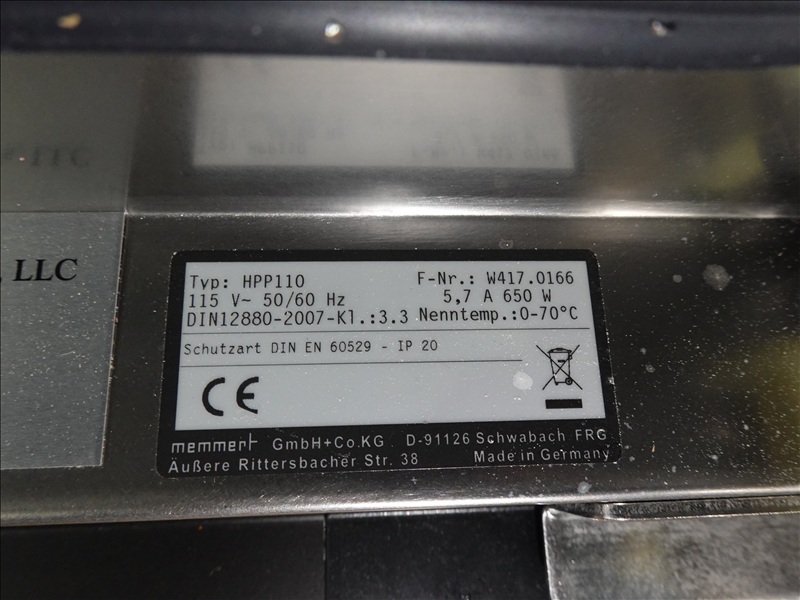 , LLC
Typ: HPP110 F-Nr.: W417.0166
115 V~ 50/60 Hz 5,7 A 650 W
DIN12880-2007-Kl.:3.3 Nenntemp.:0-70°C
Schutzart DIN EN 60529 - IP 20
CE
memmert GmbH+Co.KG. D-91126 Schwabach FRG
Äußere Rittersbacher Str. 38 Made in Germany